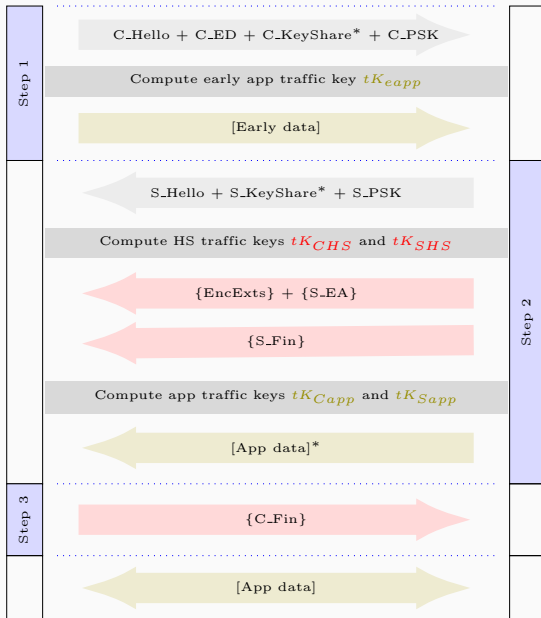 Step 1
C_Hello + C_ED + C_KeyShare* + C_PSK
Compute early app traffic key tK_eapp
[Early data]
Step 2
S_Hello + S_KeyShare* + S_PSK
Compute HS traffic keys tK_CHS and tK_SHS
{EncExts} + {S_EA}
{S_Fin}
Compute app traffic keys tK_Capp and tK_Sapp
[App data]*
Step 3
{C_Fin}
[App data]